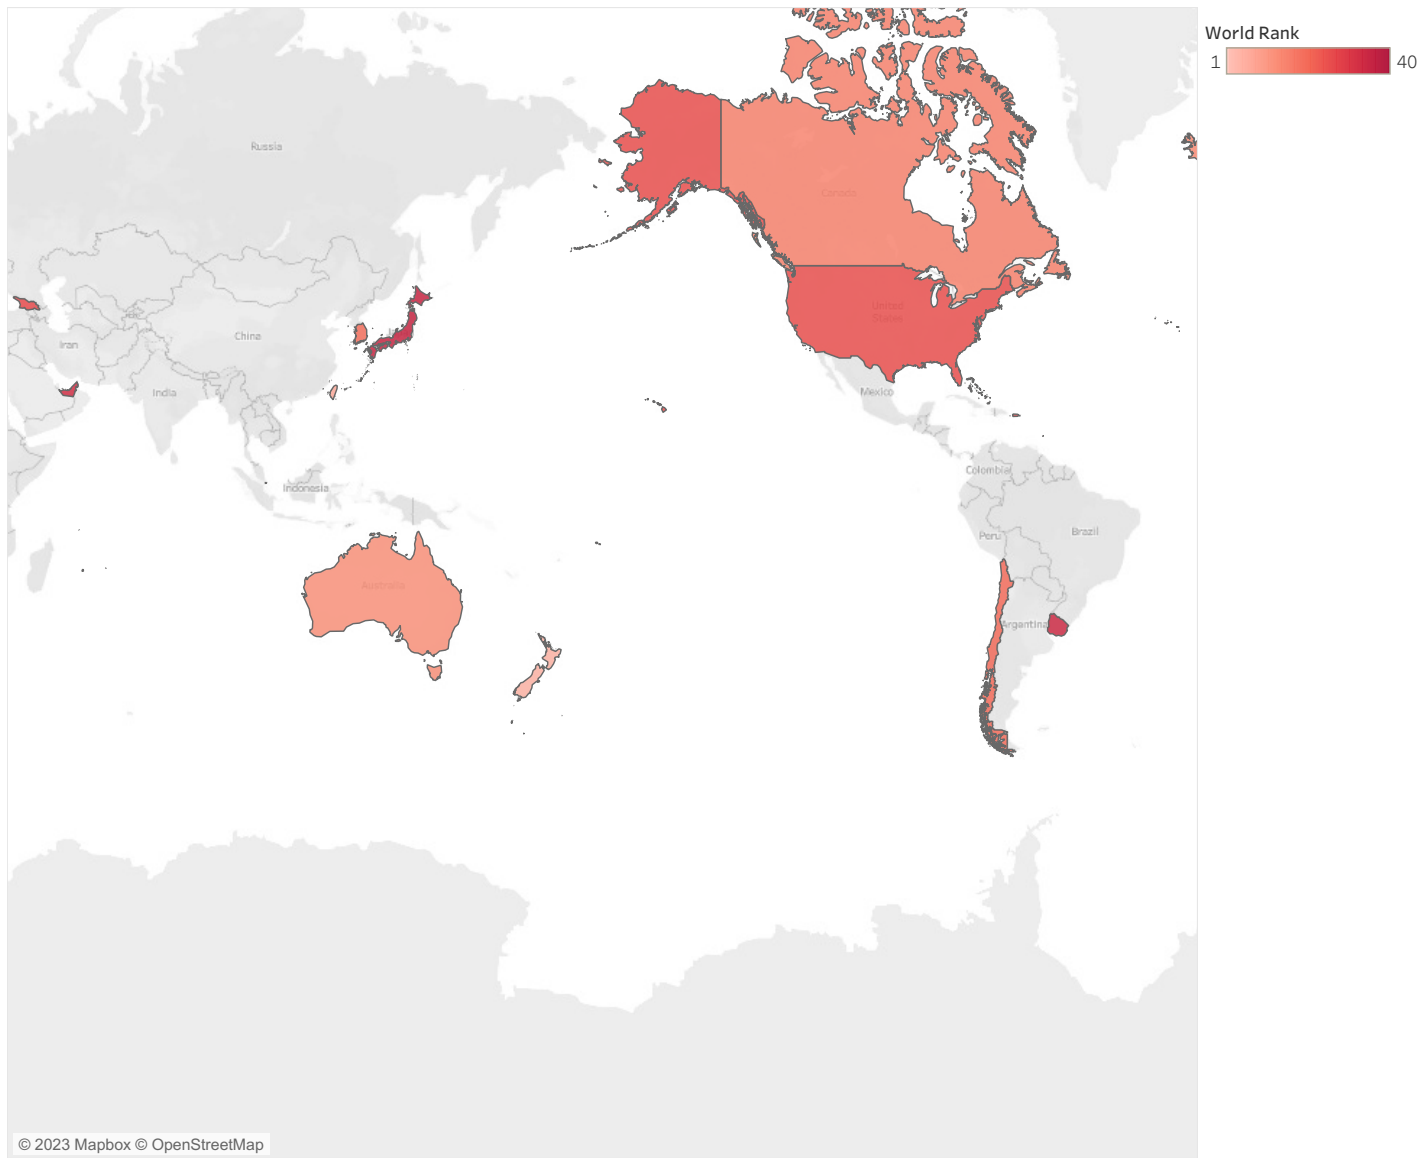 World Rank
1 40
Russia
Canada
United
States
China
Iran
India
Mexico
Indonesia
Colombia
Brazil
Peru
Australia
Argentina
© 2023 Mapbox © OpenStreetMap